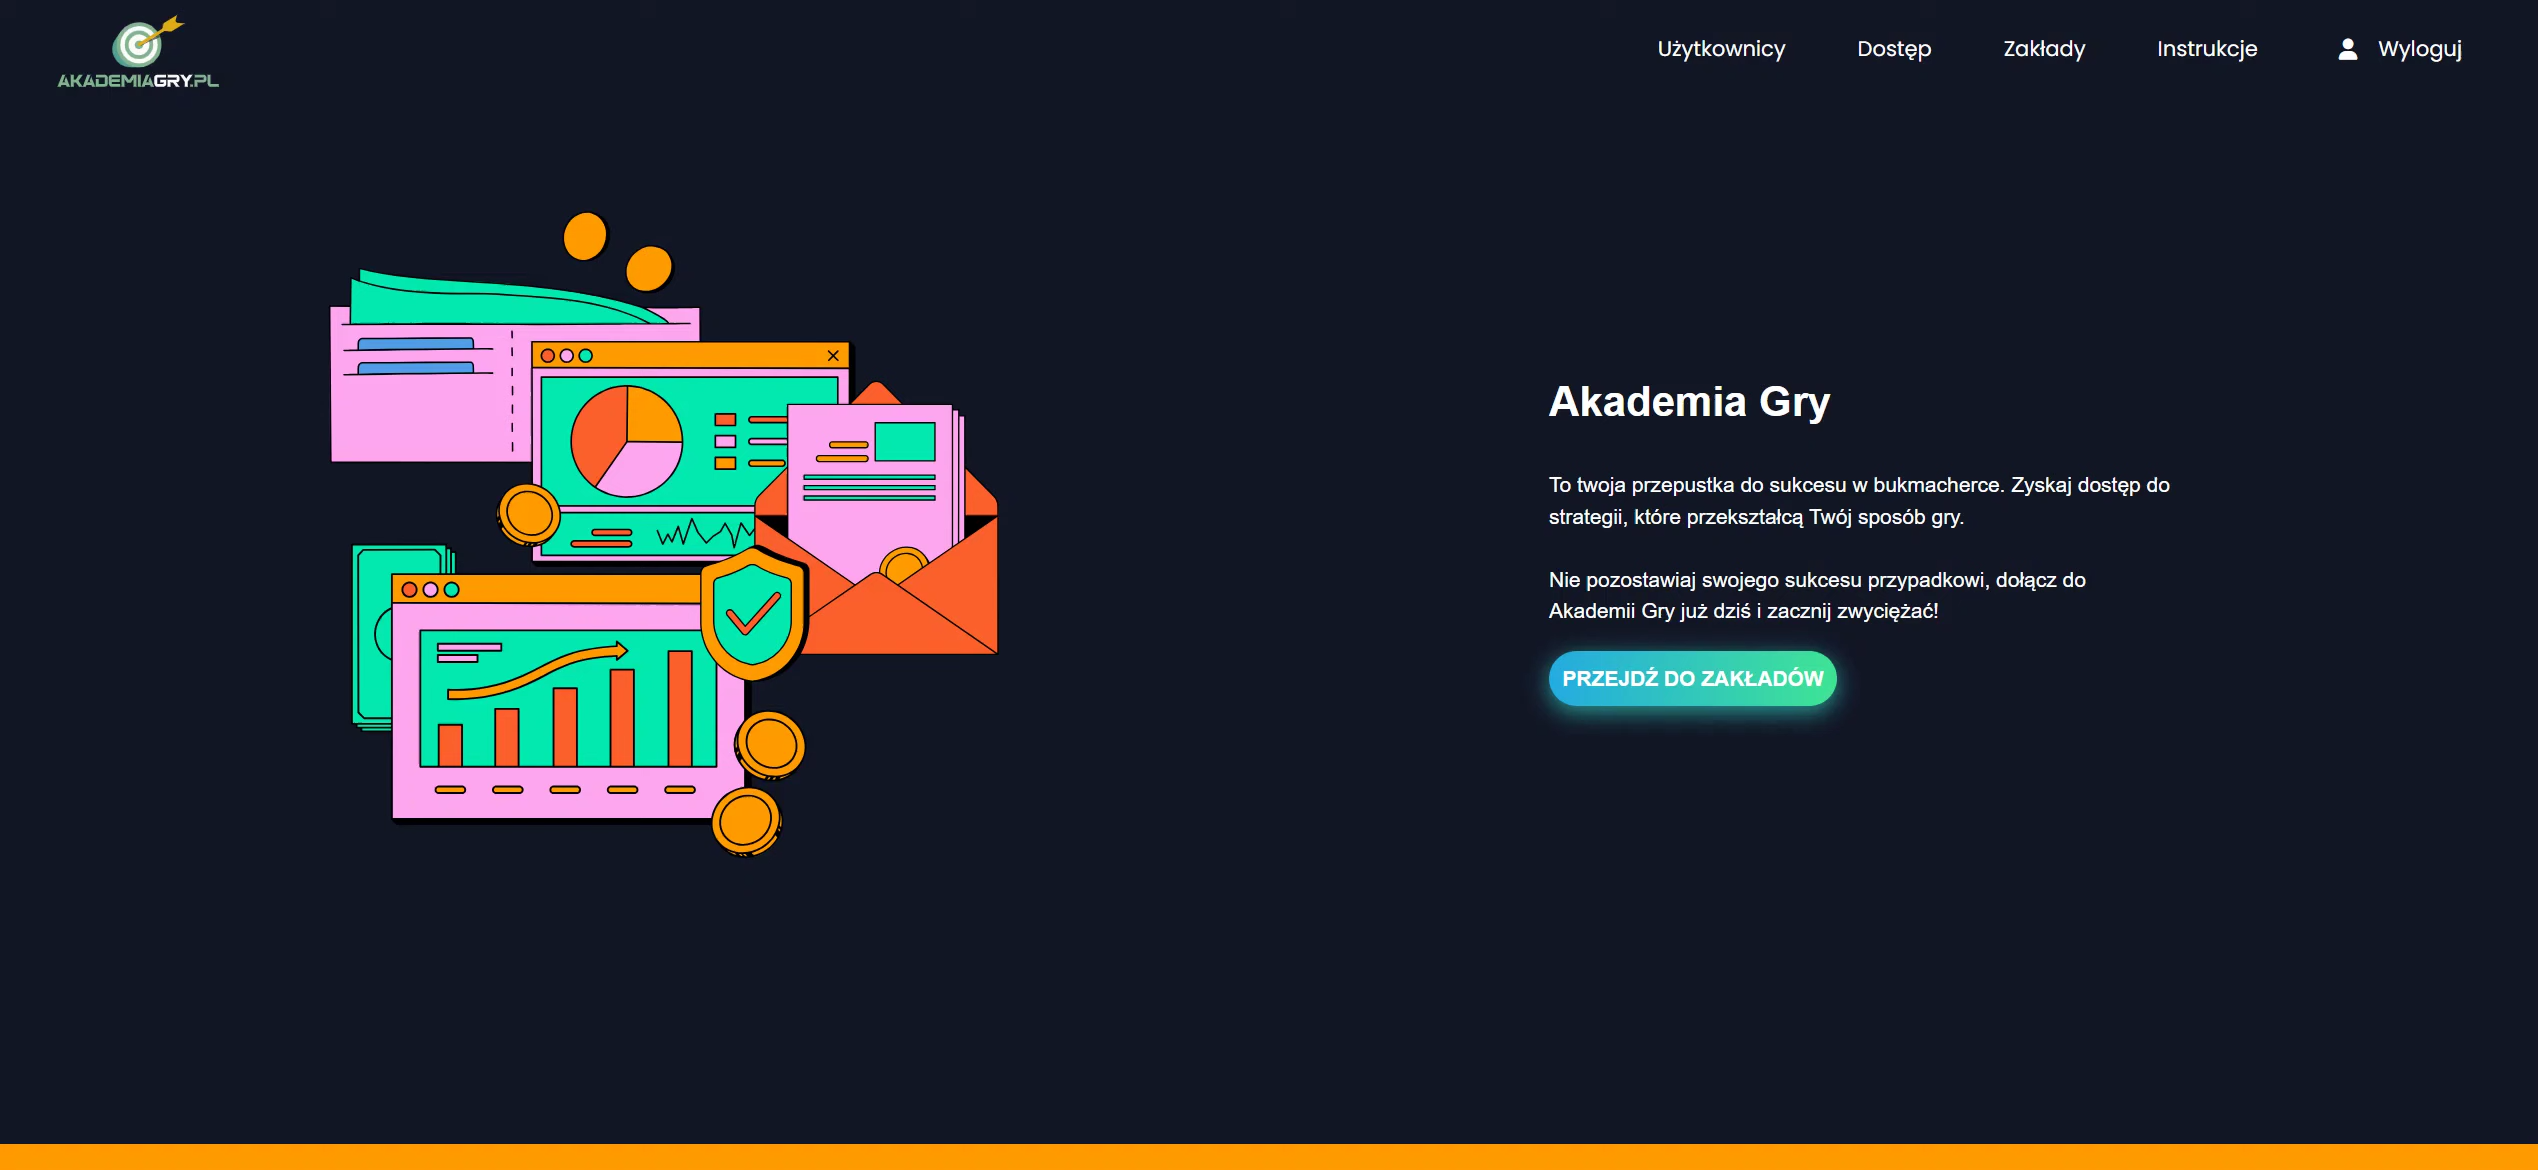 AKADEMIAGRY.PL
Użytkownicy
Dostęp
Zakłady
Instrukcje
Wyloguj
Akademia Gry
To twoja przepustka do sukcesu w bukmacherce. Zyskaj dostęp do
strategii, które przekształcą Twój sposób gry.
Nie pozostawiaj swojego sukcesu przypadkowi, dołącz do
Akademii Gry już dziś i zacznij zwyciężać!
PRZEJDŹ DO ZAKŁADÓW